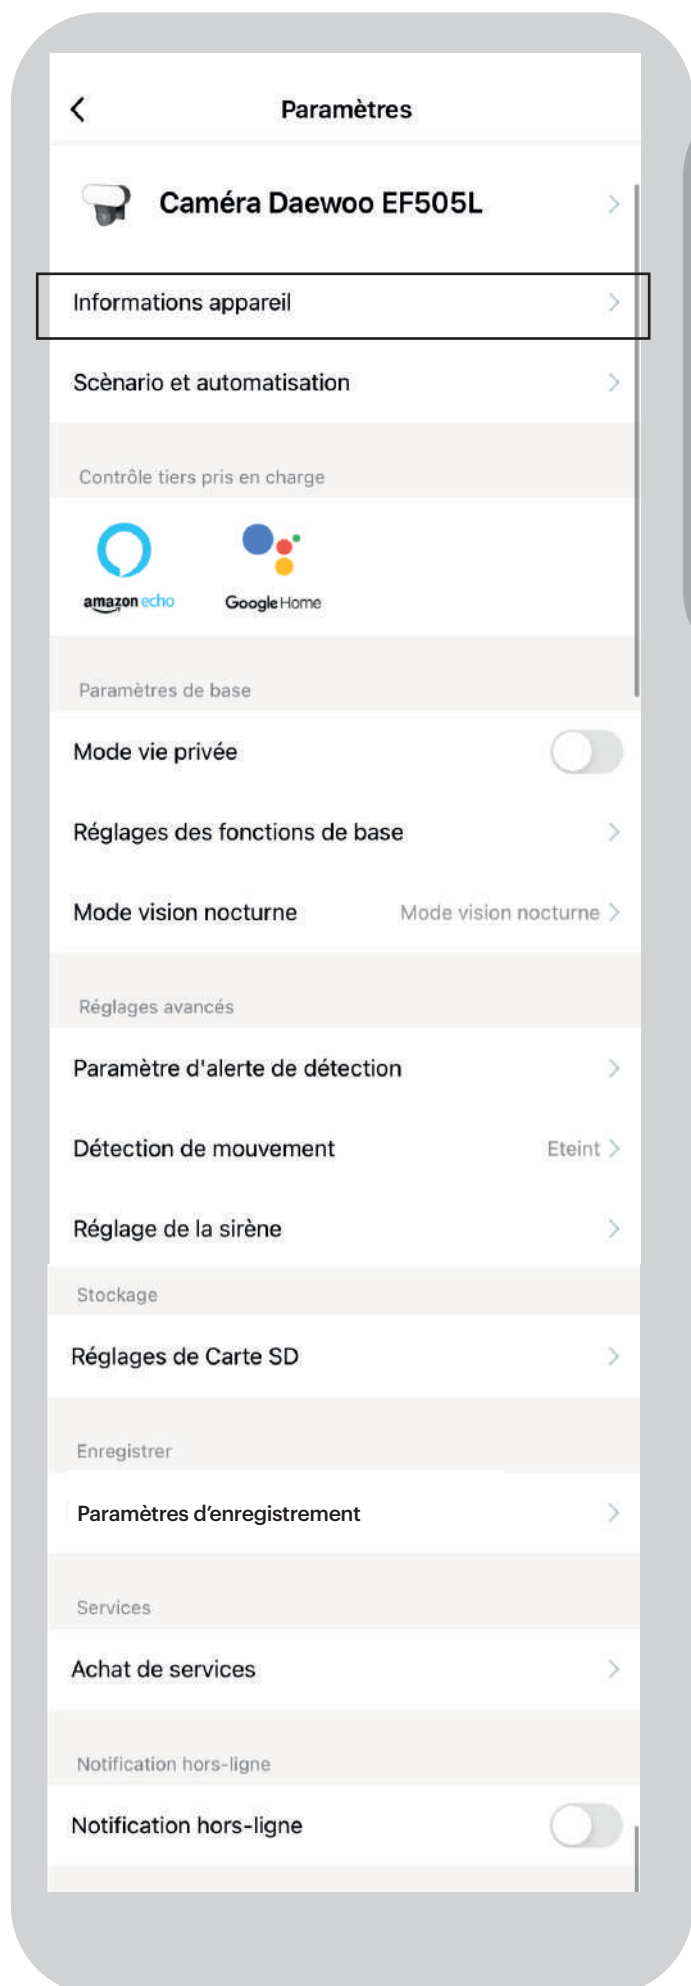 Paramètres
Caméra Daewoo EF505L
Informations appareil
Scènario et automatisation
Contrôle tiers pris en charge
amazon echo Google Home
Paramètres de base
Mode vie privée
Réglages des fonctions de base
Mode vision nocturne Mode vision nocturne
Réglages avancés
Paramètre d'alerte de détection
Détection de mouvement Eteint
Réglage de la sirène
Stockage
Réglages de Carte SD
Enregistrer
Paramètres d’enregistrement
Services
Achat de services
Notification hors-ligne
Notification hors-ligne